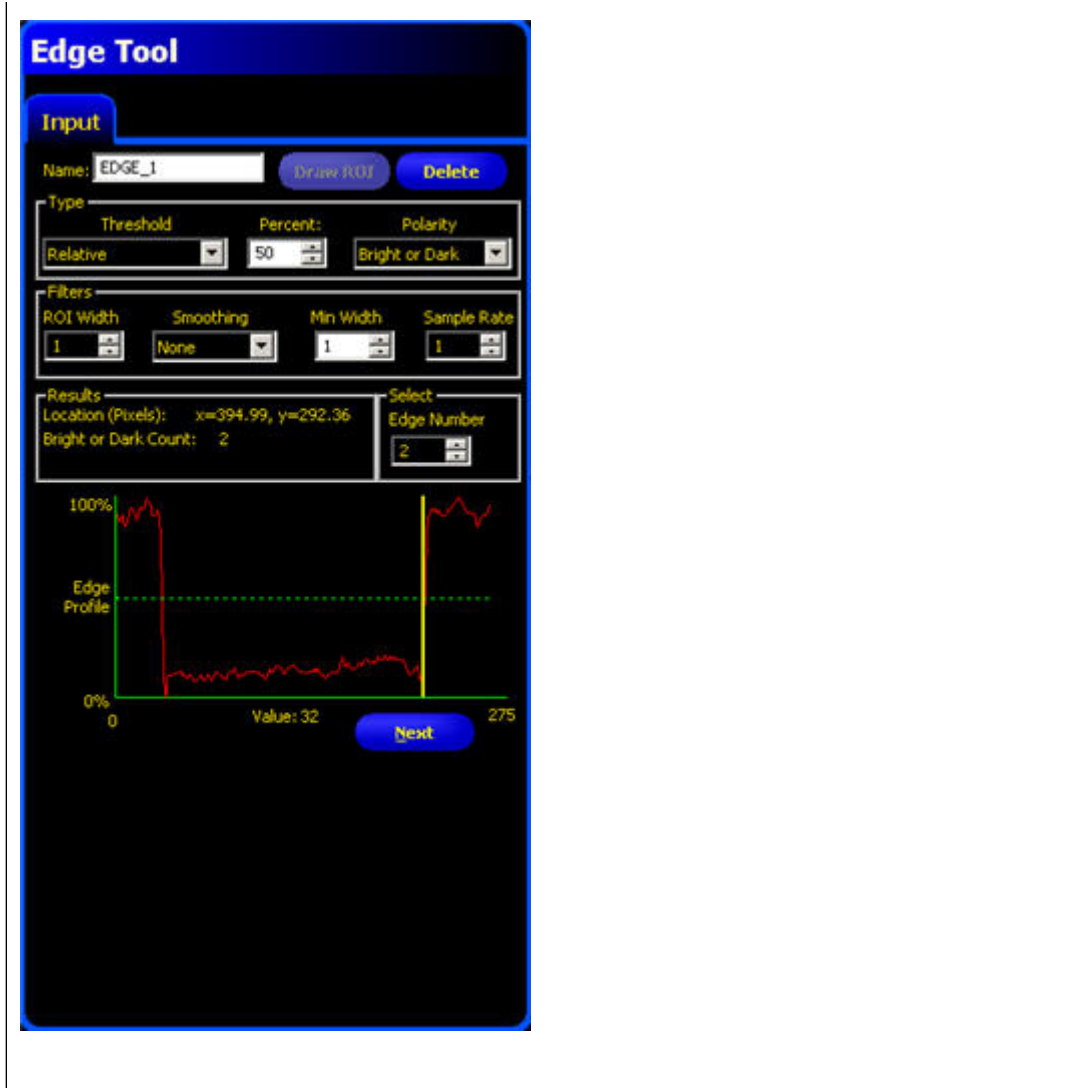 Edge Tool
Input
Name: EDGE_1 Draw ROI Delete
Type
Threshold Percent: Polarity
Relative 50 Bright or Dark
Filters
ROI Width Smoothing Min Width Sample Rate
1 None 1 1
Results Select
Location (Pixels): x=394.99, y=292.36 Edge Number
Bright or Dark Count: 2 2
100%
Edge
Profile
0%
0 Value: 32 275
Next